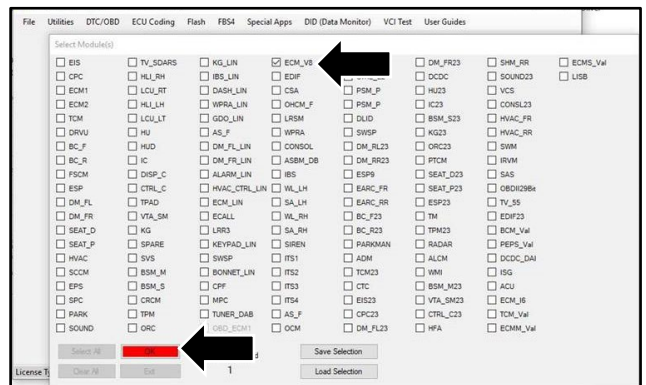 File Utilities DTC/OBD ECU Coding Flash FBS4 Special Apps DID (Data Monitor) VCI Test User Guides
Select Module(s)
EIS TV_SDARS KG_LIN ECM_V8 DM_FR23 SHM_RR ECMS_Val
CPC HLI_RH IBS_LIN EDIF DCDC SOUND23 LISB
ECM1 LCU_RT DASH_LIN CSA PSM_P HU23 VCS
ECM2 HLI_LH WPRA_LIN OHCM_F PSM_P IC23 CONSL23
TCM LCU_LT GDO_LIN LRSM DLID BSM_S23 HVAC_FR
DRVU HU AS_F WPRA SWSP KG23 HVAC_RR
BC_F HUD DM_FL_LIN CONSOL DM_RL23 ORC23 SWM
BC_R IC DM_FR_LIN ASBM_DB DM_RR23 PTCM IRVM
FSCM DISP_C ALARM_LIN IBS ESP9 SEAT_D23 SAS
ESP CTRL_C HVAC_CTRL_LIN WL_LH EARC_FR SEAT_P23 OBDII29Bit
DM_FL TPAD ECM_LIN SA_LH EARC_RR ESP23 TV_55
DM_FR VTA_SM ECALL WL_RH BC_F23 TM EDIF23
SEAT_D KG LRR3 SA_RH BC_R23 TPM23 BCM_Val
SEAT_P SPARE KEYPAD_LIN SIREN PARKMAN RADAR PEPS_Val
HVAC SVS SWSP ITS1 ADM ALCM DCDC_DAI
SCCM BSM_M BONNET_LIN ITS2 TCM23 WMI ISG
EPS BSM_S CPF ITS3 CTC BSM_M23 ACU
SPC CRCM MPC ITS4 EIS23 VTA_SM23 ECM_I6
PARK TPM TUNER_DAB AS_F CPC23 CTRL_C23 TCM_Val
SOUND ORC OBD_ECM1 OCM DM_FL23 HFA ECMM_Val
Select All OK Save Selection
License Clear All Exit 1 Load Selection